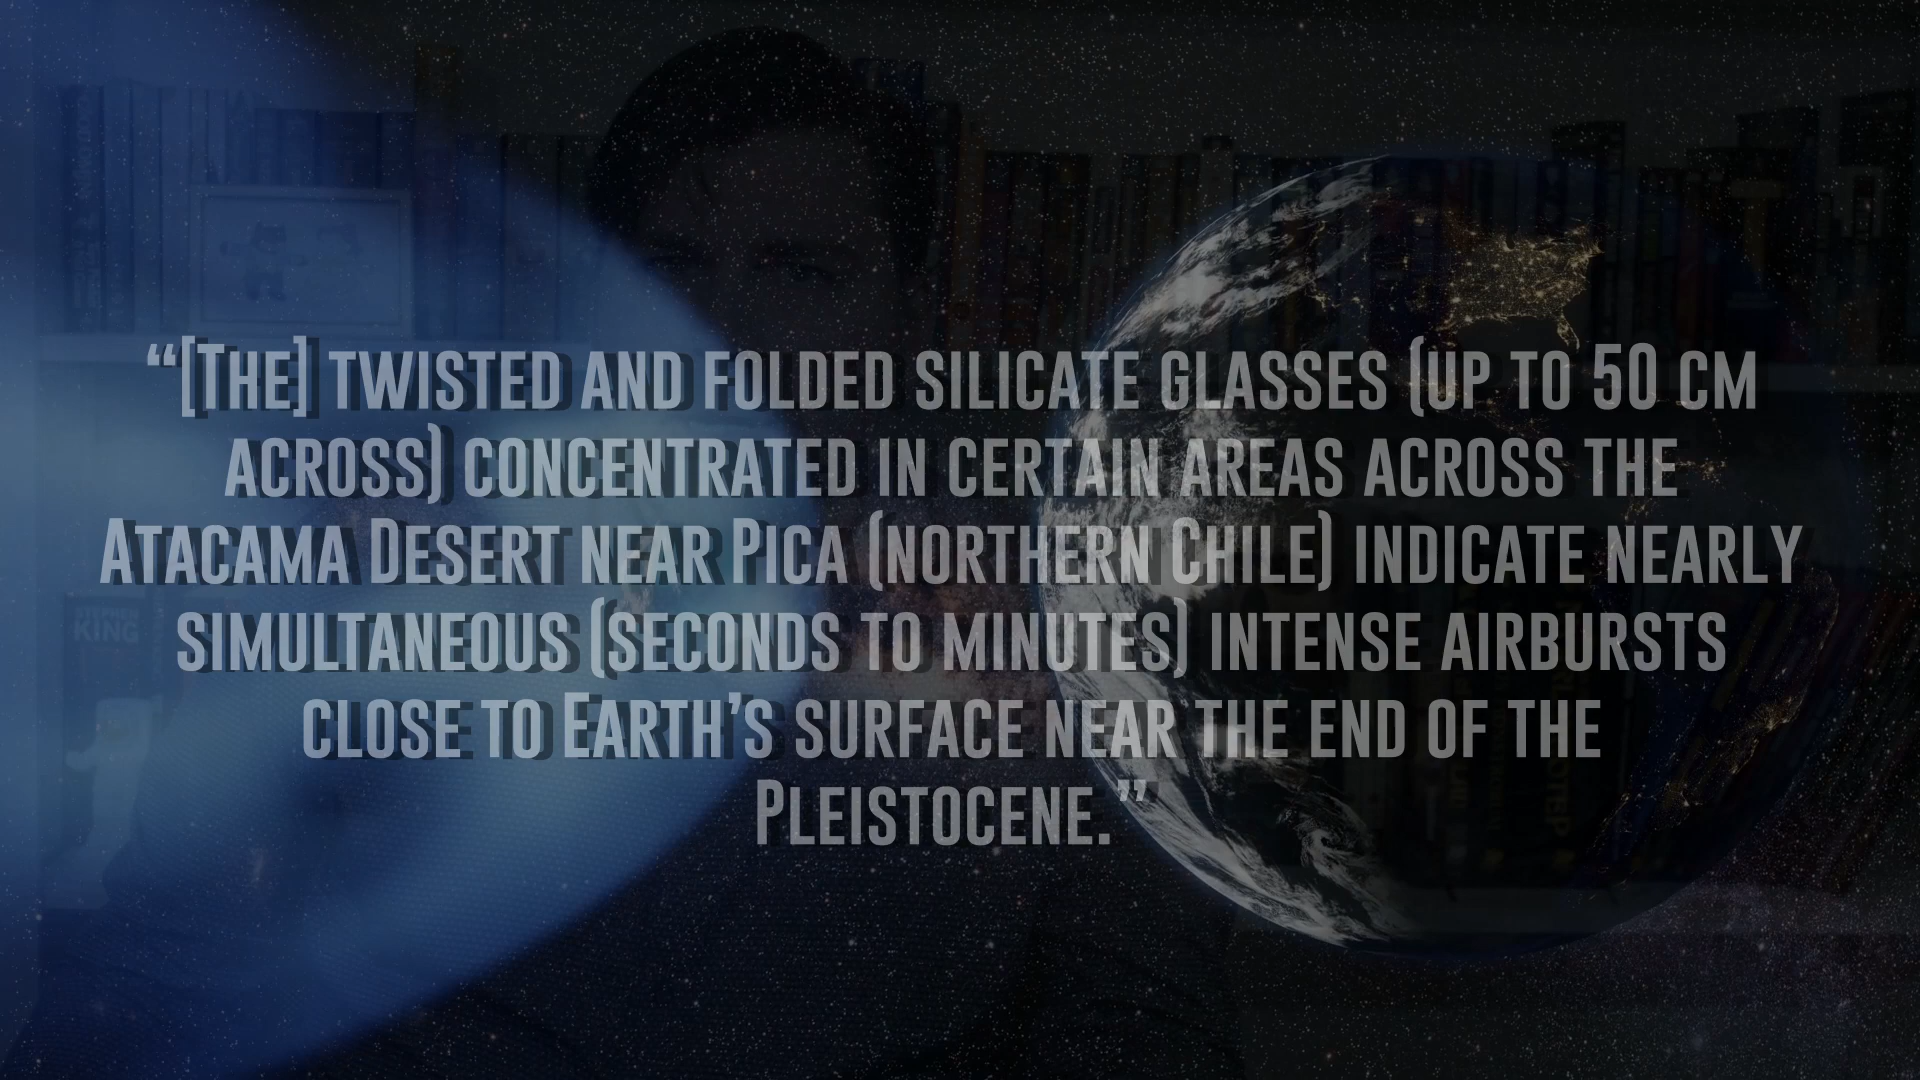 “[The] twisted and folded silicate glasses (up to 50 cm
across) concentrated in certain areas across the
Atacama Desert near Pica (northern Chile) indicate nearly
simultaneous (seconds to minutes) intense airbursts
close to Earth’s surface near the end of the
Pleistocene.”
STEPHEN
KING